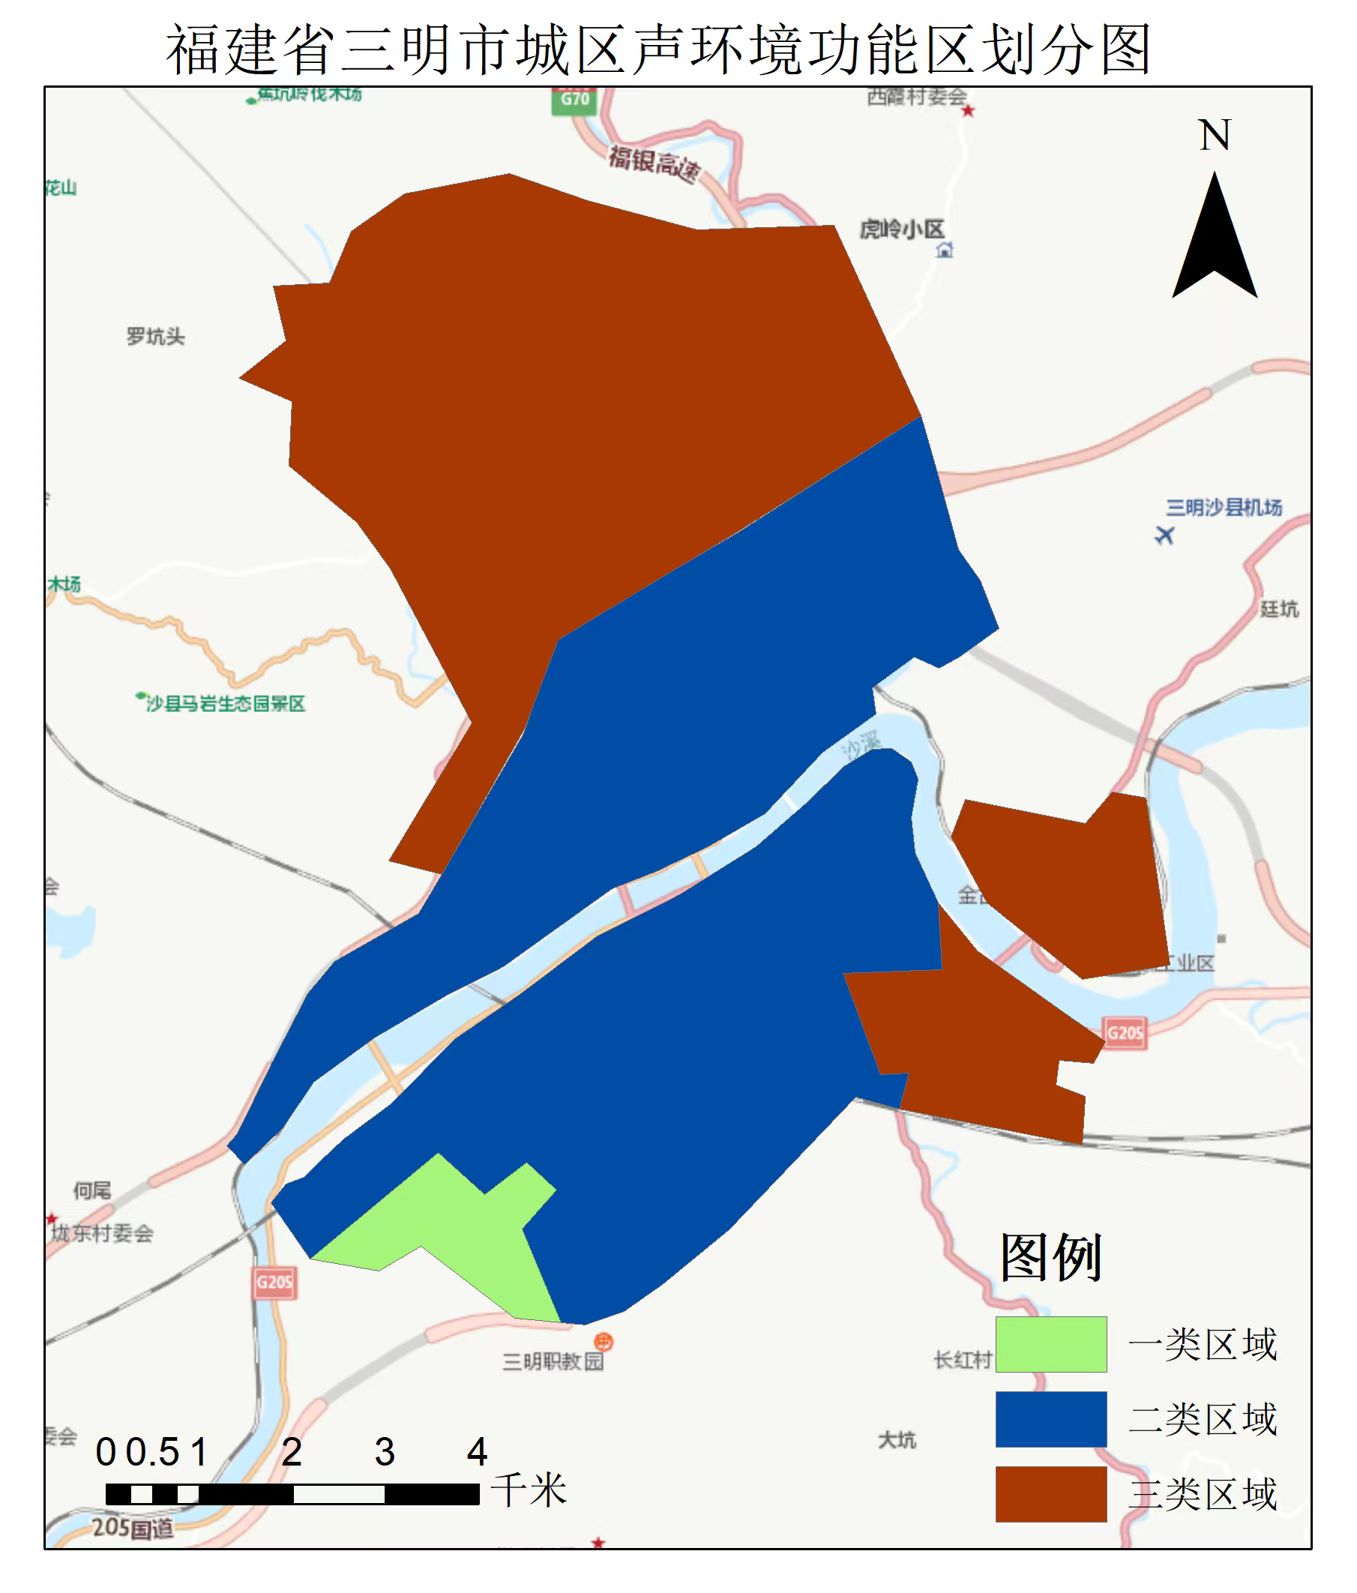 福建省三明市城区声环境功能区划分图
蕉坑岭伐木场
G70
西霞村委会
N
福银高速
花山
虎岭小区
罗坑头
三明沙县机场
木场
廷坑
沙县马岩生态园景区
沙溪
会
金古
工业区
G205
何尾
垅东村委会
G205
图例
一类区域
三明职教园
长红村
二类区域
委会
大坑
0 0.5 1 2 3 4
千米
三类区域
205国道